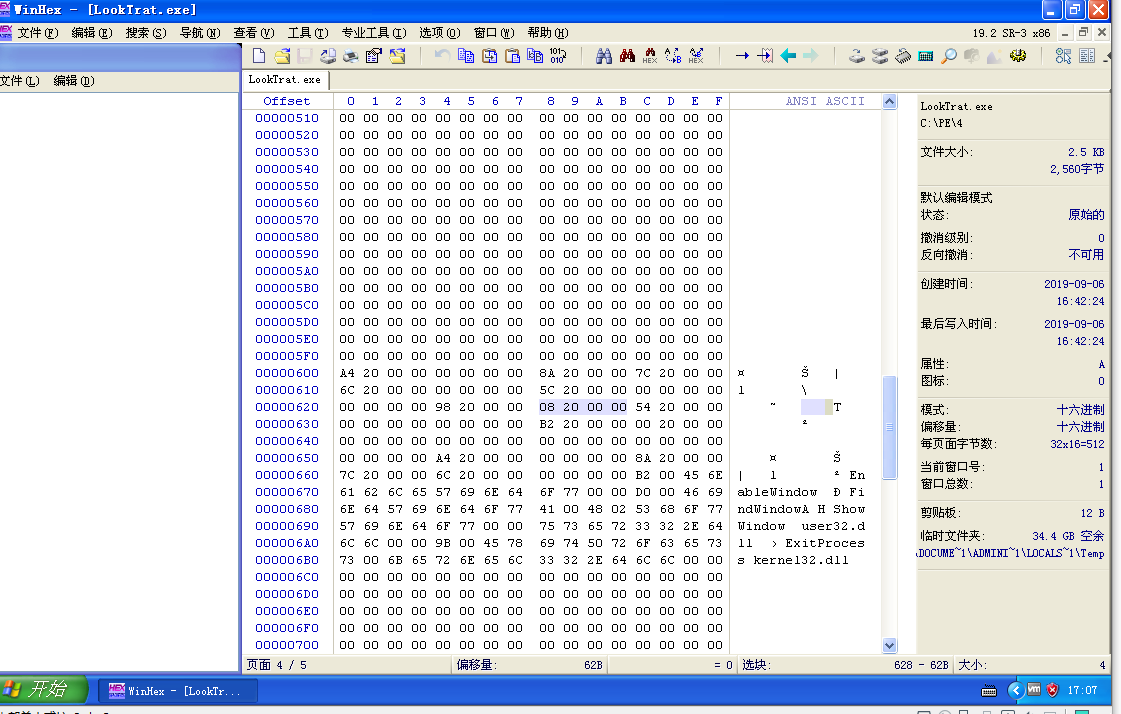 WinHex - [LookTrat.exe]
文件(F) 编辑(E) 搜索(S) 导航(N) 查看(V) 工具(T) 专业工具(I) 选项(O) 窗口(W) 帮助(H) 19.2 SR-3 x86
文件(L) 编辑(D)
LookTrat.exe
Offset 0 1 2 3 4 5 6 7 8 9 A B C D E F ANSI ASCII
00000510 00 00 00 00 00 00 00 00 00 00 00 00 00 00 00 00
00000520 00 00 00 00 00 00 00 00 00 00 00 00 00 00 00 00
00000530 00 00 00 00 00 00 00 00 00 00 00 00 00 00 00 00
00000540 00 00 00 00 00 00 00 00 00 00 00 00 00 00 00 00
00000550 00 00 00 00 00 00 00 00 00 00 00 00 00 00 00 00
00000560 00 00 00 00 00 00 00 00 00 00 00 00 00 00 00 00
00000570 00 00 00 00 00 00 00 00 00 00 00 00 00 00 00 00
00000580 00 00 00 00 00 00 00 00 00 00 00 00 00 00 00 00
00000590 00 00 00 00 00 00 00 00 00 00 00 00 00 00 00 00
000005A0 00 00 00 00 00 00 00 00 00 00 00 00 00 00 00 00
000005B0 00 00 00 00 00 00 00 00 00 00 00 00 00 00 00 00
000005C0 00 00 00 00 00 00 00 00 00 00 00 00 00 00 00 00
000005D0 00 00 00 00 00 00 00 00 00 00 00 00 00 00 00 00
000005E0 00 00 00 00 00 00 00 00 00 00 00 00 00 00 00 00
000005F0 00 00 00 00 00 00 00 00 00 00 00 00 00 00 00 00
00000600 A4 20 00 00 00 00 00 00 8A 20 00 00 7C 20 00 00 ¤ Š |
00000610 6C 20 00 00 00 00 00 00 5C 20 00 00 00 00 00 00 l \
00000620 00 00 00 00 98 20 00 00 08 20 00 00 54 20 00 00 ˜ T
00000630 00 00 00 00 00 00 00 00 B2 20 00 00 00 20 00 00 ²
00000640 00 00 00 00 00 00 00 00 00 00 00 00 00 00 00 00
00000650 00 00 00 00 A4 20 00 00 00 00 00 00 8A 20 00 00 ¤ Š
00000660 7C 20 00 00 6C 20 00 00 00 00 00 00 B2 00 45 6E | l ² En
00000670 61 62 6C 65 57 69 6E 64 6F 77 00 00 D0 00 46 69 ableWindow Ð Fi
00000680 6E 64 57 69 6E 64 6F 77 41 00 48 02 53 68 6F 77 ndWindowA H Show
00000690 57 69 6E 64 6F 77 00 00 75 73 65 72 33 32 2E 64 Window user32.d
000006A0 6C 6C 00 00 9B 00 45 78 69 74 50 72 6F 63 65 73 ll › ExitProces
000006B0 73 00 6B 65 72 6E 65 6C 33 32 2E 64 6C 6C 00 00 s kernel32.dll
000006C0 00 00 00 00 00 00 00 00 00 00 00 00 00 00 00 00
000006D0 00 00 00 00 00 00 00 00 00 00 00 00 00 00 00 00
000006E0 00 00 00 00 00 00 00 00 00 00 00 00 00 00 00 00
000006F0 00 00 00 00 00 00 00 00 00 00 00 00 00 00 00 00
00000700 00 00 00 00 00 00 00 00 00 00 00 00 00 00 00 00
LookTrat.exe
C:\PE\4
文件大小: 2.5 KB
2,560字节
默认编辑模式
状态: 原始的
撤消级别: 0
反向撤消: 不可用
创建时间: 2019-09-06
16:42:24
最后写入时间: 2019-09-06
16:42:24
属性: A
图标: 0
模式: 十六进制
偏移量: 十六进制
每页面字节数: 32x16=512
当前窗口号: 1
窗口总数: 1
剪贴板: 12 B
临时文件夹: 34.4 GB 空余
\DOCUME~1\ADMINI~1\LOCALS~1\Temp
页面 4 / 5 偏移量: 62B = 0 选块: 628 - 62B 大小: 4
开始 WinHex - [LookTr... 17:07